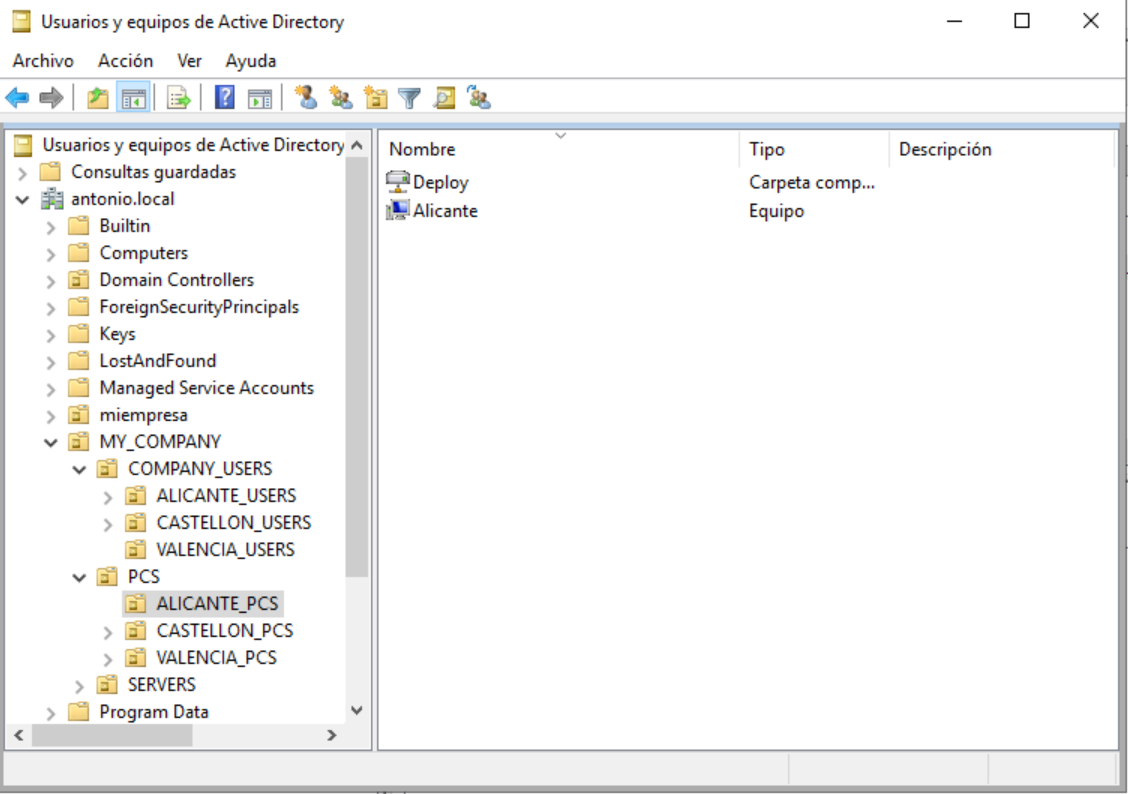 Usuarios y equipos de Active Directory
Archivo Acción Ver Ayuda
Usuarios y equipos de Active Directory
Consultas guardadas
antonio.local
Builtin
Computers
Domain Controllers
ForeignSecurityPrincipals
Keys
LostAndFound
Managed Service Accounts
miempresa
MY_COMPANY
COMPANY_USERS
ALICANTE_USERS
CASTELLON_USERS
VALENCIA_USERS
PCS
ALICANTE_PCS
CASTELLON_PCS
VALENCIA_PCS
SERVERS
Program Data
Nombre Tipo Descripción
Deploy Carpeta comp...
Alicante Equipo